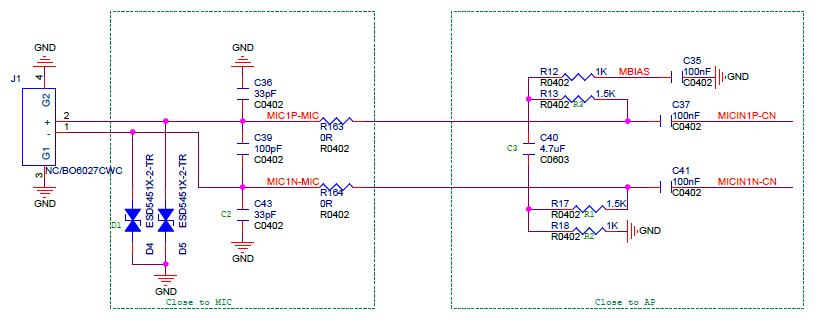 GND
J1
4
G2
+
-
G1
3
2
1
NC/BO6027CWC
GND
D1
D4
ESD5451X-2-TR
D5
ESD5451X-2-TR
GND
GND
C36
33pF
C0402
MIC1P-MIC
C39
100pF
C0402
MIC1N-MIC
C2
C43
33pF
C0402
GND
R163
0R
R0402
R164
0R
R0402
Close to MIC
R12
1K
R0402
MBIAS
C35
100nF
C0402
GND
R13
1.5K
R0402
R3
C37
100nF
C0402
MICIN1P-CN
C3
C40
4.7uF
C0603
C41
100nF
C0402
MICIN1N-CN
R17
1.5K
R0402
R1
R18
1K
R0402
R2
GND
Close to AP